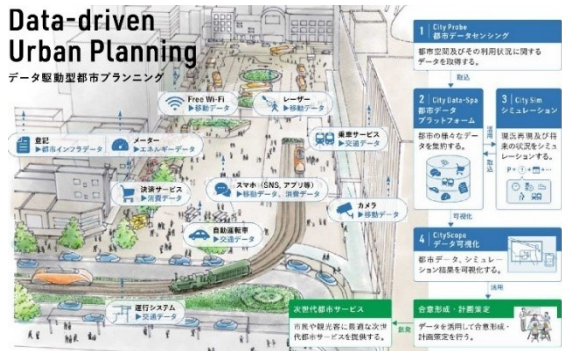 Data-driven
Urban Planning
データ駆動型都市プランニング
Free Wi-Fi
▶移動データ
レーザー
▶移動データ
登記
▶都市インフラデータ
メーター
▶エネルギーデータ
乗車サービス
▶交通データ
決済サービス
▶消費データ
スマホ（SNS、アプリ等）
▶移動データ、消費データ
カメラ
▶移動データ
自動運転車
▶交通データ
運行システム
▶交通データ
1 City Probe
都市データセンシング
都市空間及びその利用状況に関する
データを取得する。
取込
2 City Data-Spa
都市データ
プラットフォーム
都市の様々なデー
タを集約する。
3 City Sim
シミュレーション
現況再現及び将
来の状況をシミュ
レーションする。
可視化
4 CityScope
データ可視化
都市データ、シミュレー
ション結果を可視化する。
活用
次世代都市サービス
市民や観光客に最適な次世
代都市サービスを提供する。
合意形成・計画策定
データを活用して合意形成・
計画策定を行う。